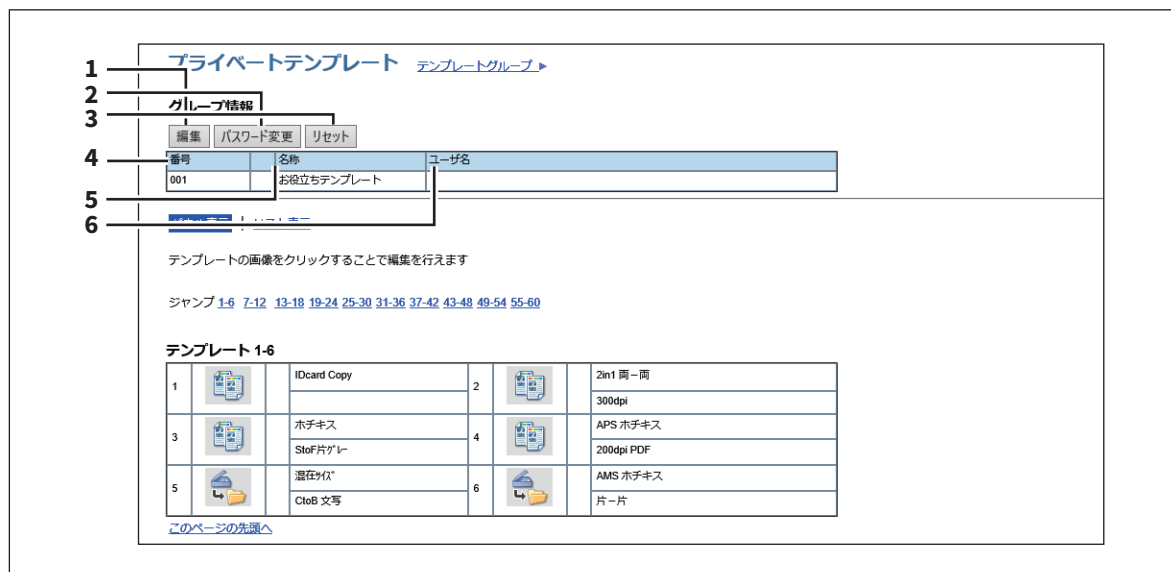 プライベートテンプレート テンプレートグループ
1
2
グループ情報
3
編集 パスワード変更 リセット
4
番号 名称 ユーザ名
001 お役立ちテンプレート
5
6
リスト表示
テンプレートの画像をクリックすることで編集を行えます
ジャンプ 1-6 7-12 13-18 19-24 25-30 31-36 37-42 43-48 49-54 55-60
テンプレート 1-6
1 IDcard Copy 2 2in1 両－両
300dpi
3 ホチキス 4 APS ホチキス
StoF片ｸﾞﾚｰ 200dpi PDF
5 混在ｻｲｽﾞ 6 AMS ホチキス
CtoB 文写 片－片
このページの先頭へ